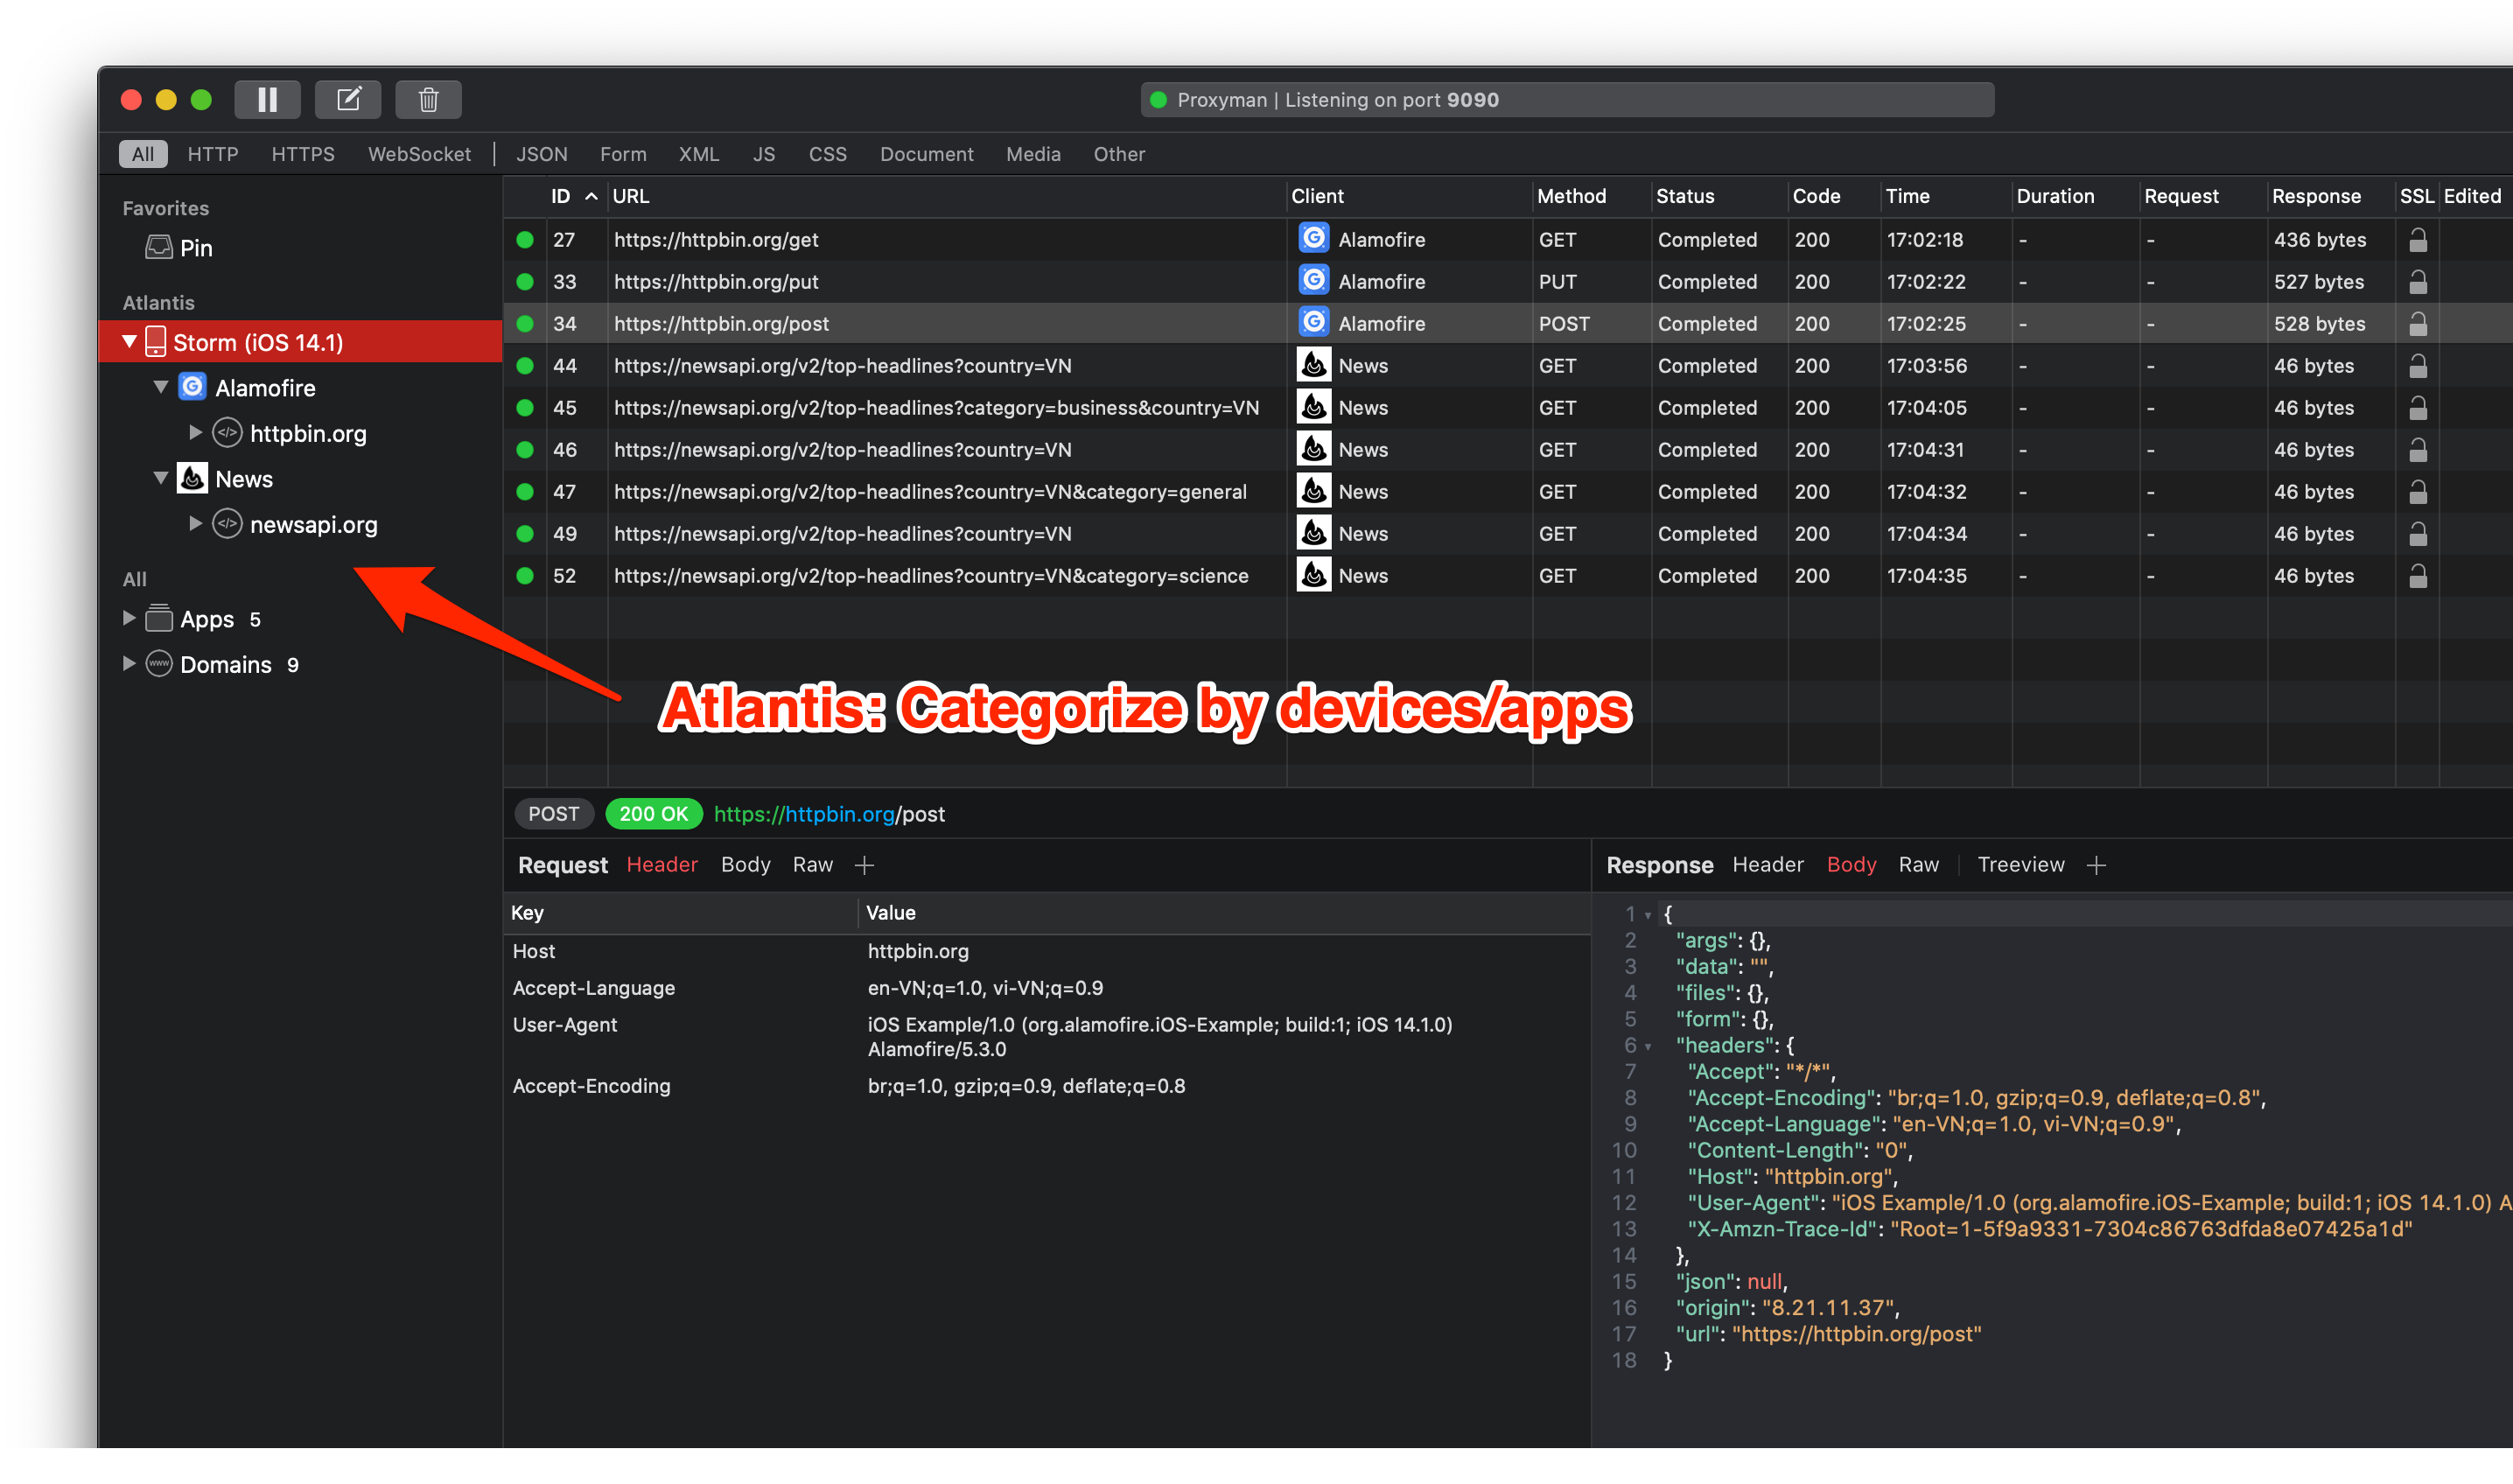 Proxyman | Listening on port 9090
All HTTP HTTPS WebSocket | JSON Form XML JS CSS Document Media Other
Favorites
Pin
Atlantis
Storm (iOS 14.1)
Alamofire
httpbin.org
News
newsapi.org
All
Apps 5
Domains 9
ID URL Client Method Status Code Time Duration Request Response SSL Edited
27 https://httpbin.org/get Alamofire GET Completed 200 17:02:18 - - 436 bytes
33 https://httpbin.org/put Alamofire PUT Completed 200 17:02:22 - - 527 bytes
34 https://httpbin.org/post Alamofire POST Completed 200 17:02:25 - - 528 bytes
44 https://newsapi.org/v2/top-headlines?country=VN News GET Completed 200 17:03:56 - - 46 bytes
45 https://newsapi.org/v2/top-headlines?category=business&country=VN News GET Completed 200 17:04:05 - - 46 bytes
46 https://newsapi.org/v2/top-headlines?country=VN News GET Completed 200 17:04:31 - - 46 bytes
47 https://newsapi.org/v2/top-headlines?country=VN&category=general News GET Completed 200 17:04:32 - - 46 bytes
49 https://newsapi.org/v2/top-headlines?country=VN News GET Completed 200 17:04:34 - - 46 bytes
52 https://newsapi.org/v2/top-headlines?country=VN&category=science News GET Completed 200 17:04:35 - - 46 bytes
Atlantis: Categorize by devices/apps
POST 200 OK https://httpbin.org/post
Request Header Body Raw +
Key Value
Host httpbin.org
Accept-Language en-VN;q=1.0, vi-VN;q=0.9
User-Agent iOS Example/1.0 (org.alamofire.iOS-Example; build:1; iOS 14.1.0)
Alamofire/5.3.0
Accept-Encoding br;q=1.0, gzip;q=0.9, deflate;q=0.8
Response Header Body Raw | Treeview +
1 {
2 "args": {},
3 "data": "",
4 "files": {},
5 "form": {},
6 "headers": {
7 "Accept": "*/*",
8 "Accept-Encoding": "br;q=1.0, gzip;q=0.9, deflate;q=0.8",
9 "Accept-Language": "en-VN;q=1.0, vi-VN;q=0.9",
10 "Content-Length": "0",
11 "Host": "httpbin.org",
12 "User-Agent": "iOS Example/1.0 (org.alamofire.iOS-Example; build:1; iOS 14.1.0) A
13 "X-Amzn-Trace-Id": "Root=1-5f9a9331-7304c86763dfda8e07425a1d"
14 },
15 "json": null,
16 "origin": "8.21.11.37",
17 "url": "https://httpbin.org/post"
18 }